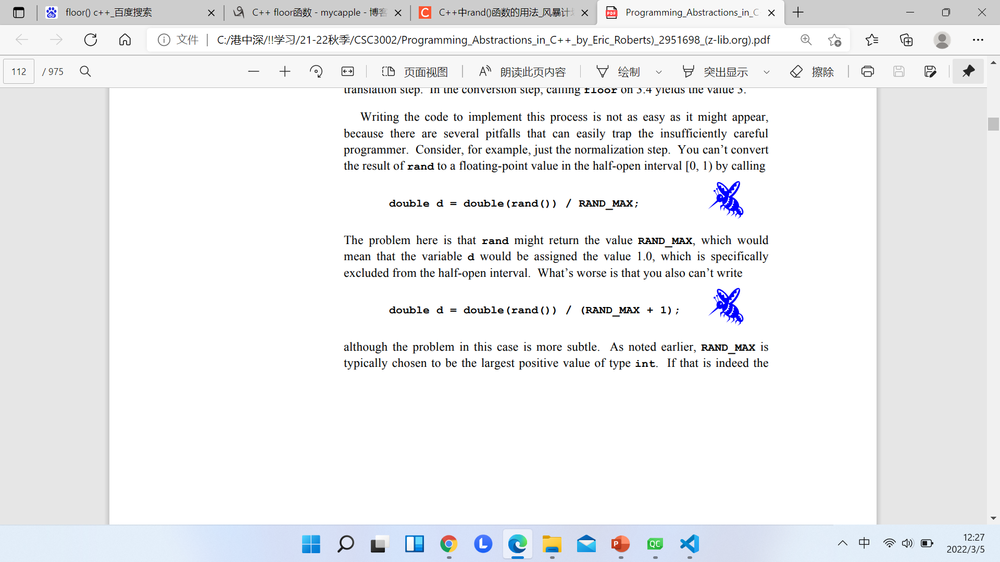 floor() c++_百度搜索
C++ floor函数 - mycapple - 博客
C++中rand()函数的用法_风暴计
Programming_Abstractions_in_C
文件
C:/港中深/!!学习/21-22秋季/CSC3002/Programming_Abstractions_in_C++_by_Eric_Roberts)_2951698_(z-lib.org).pdf
112 / 975
页面视图
朗读此页内容
绘制
突出显示
擦除
translation step. In the conversion step, calling floor on 3.4 yields the value 3.
Writing the code to implement this process is not as easy as it might appear,
because there are several pitfalls that can easily trap the insufficiently careful
programmer. Consider, for example, just the normalization step. You can’t convert
the result of rand to a floating-point value in the half-open interval [0, 1) by calling
double d = double(rand()) / RAND_MAX;
The problem here is that rand might return the value RAND_MAX, which would
mean that the variable d would be assigned the value 1.0, which is specifically
excluded from the half-open interval. What’s worse is that you also can’t write
double d = double(rand()) / (RAND_MAX + 1);
although the problem in this case is more subtle. As noted earlier, RAND_MAX is
typically chosen to be the largest positive value of type int. If that is indeed the
中
12:27
2022/3/5